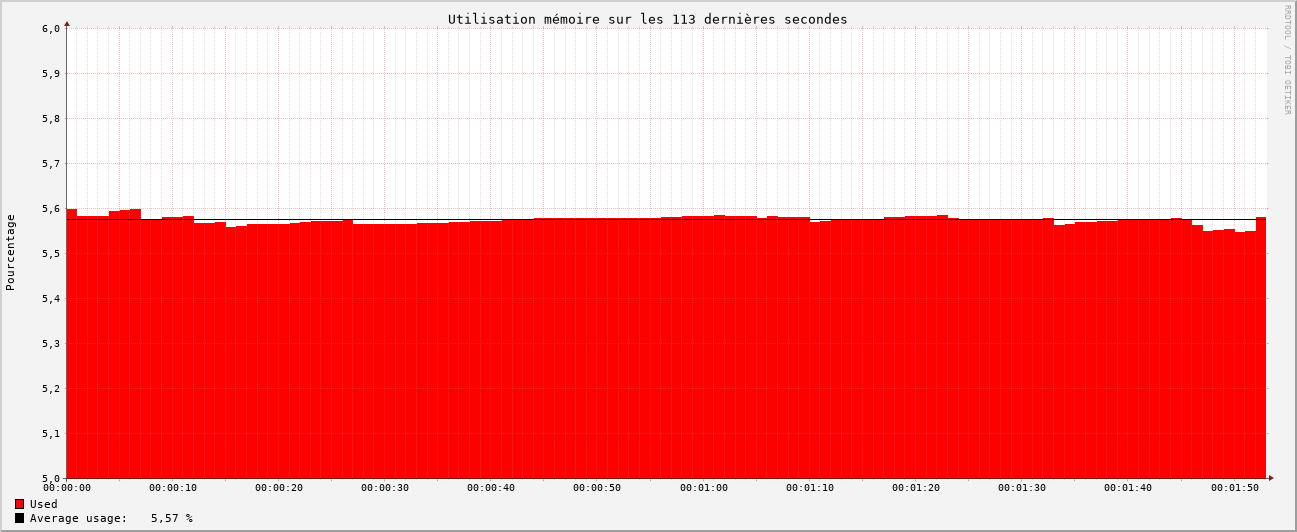 Utilisation mémoire sur les 113 dernières secondes
RRDTOOL / TOBI OETIKER
Pourcentage
6,0
5,9
5,8
5,7
5,6
5,5
5,4
5,3
5,2
5,1
5,0
00:00:00 00:00:10 00:00:20 00:00:30 00:00:40 00:00:50 00:01:00 00:01:10 00:01:20 00:01:30 00:01:40 00:01:50
Used
Average usage: 5,57 %